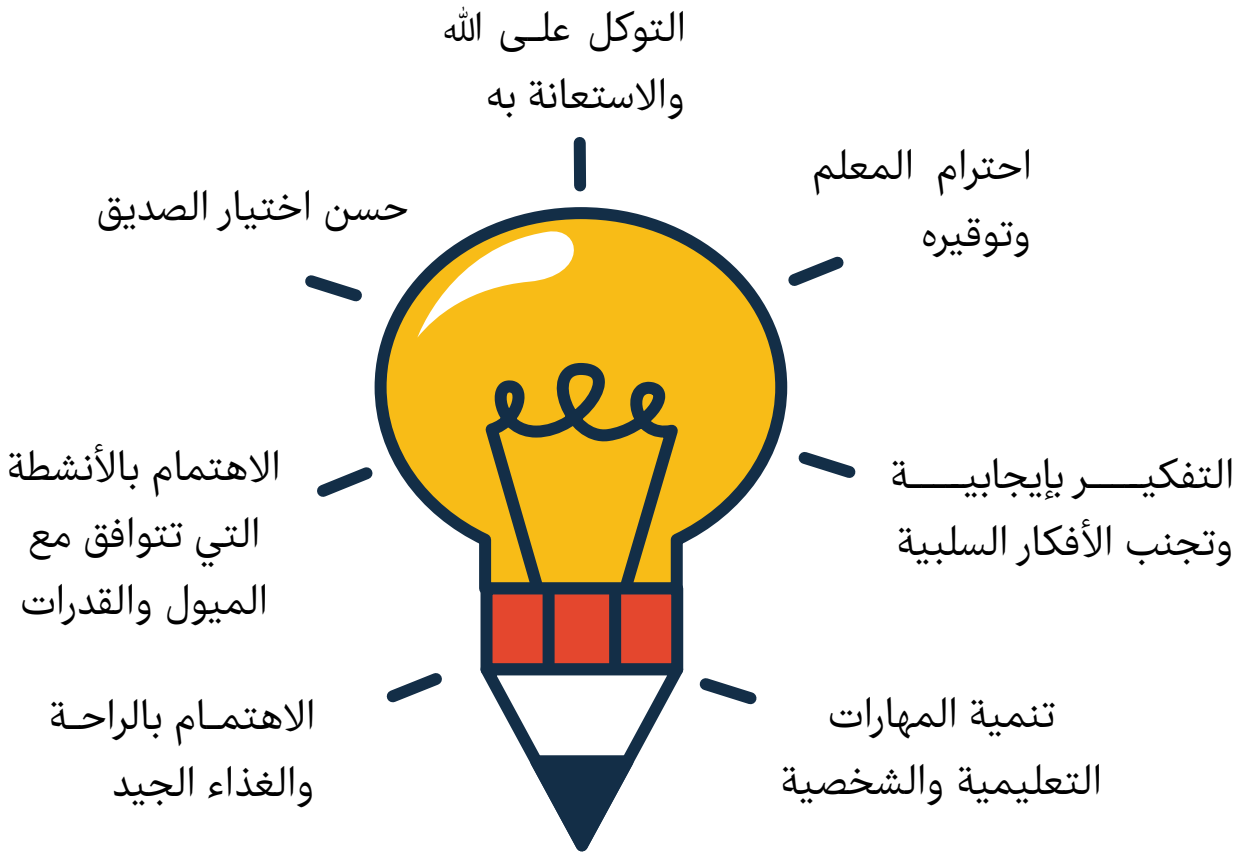 التوكل على الله
والاستعانة به
احترام المعلم
وتوقيره
حسن اختيار الصديق
التفكير بإيجابية
وتجنب الأفكار السلبية
الاهتمام بالأنشطة
التي تتوافق مع
الميول والقدرات
تنمية المهارات
التعليمية والشخصية
الاهتمام بالراحة
والغذاء الجيد